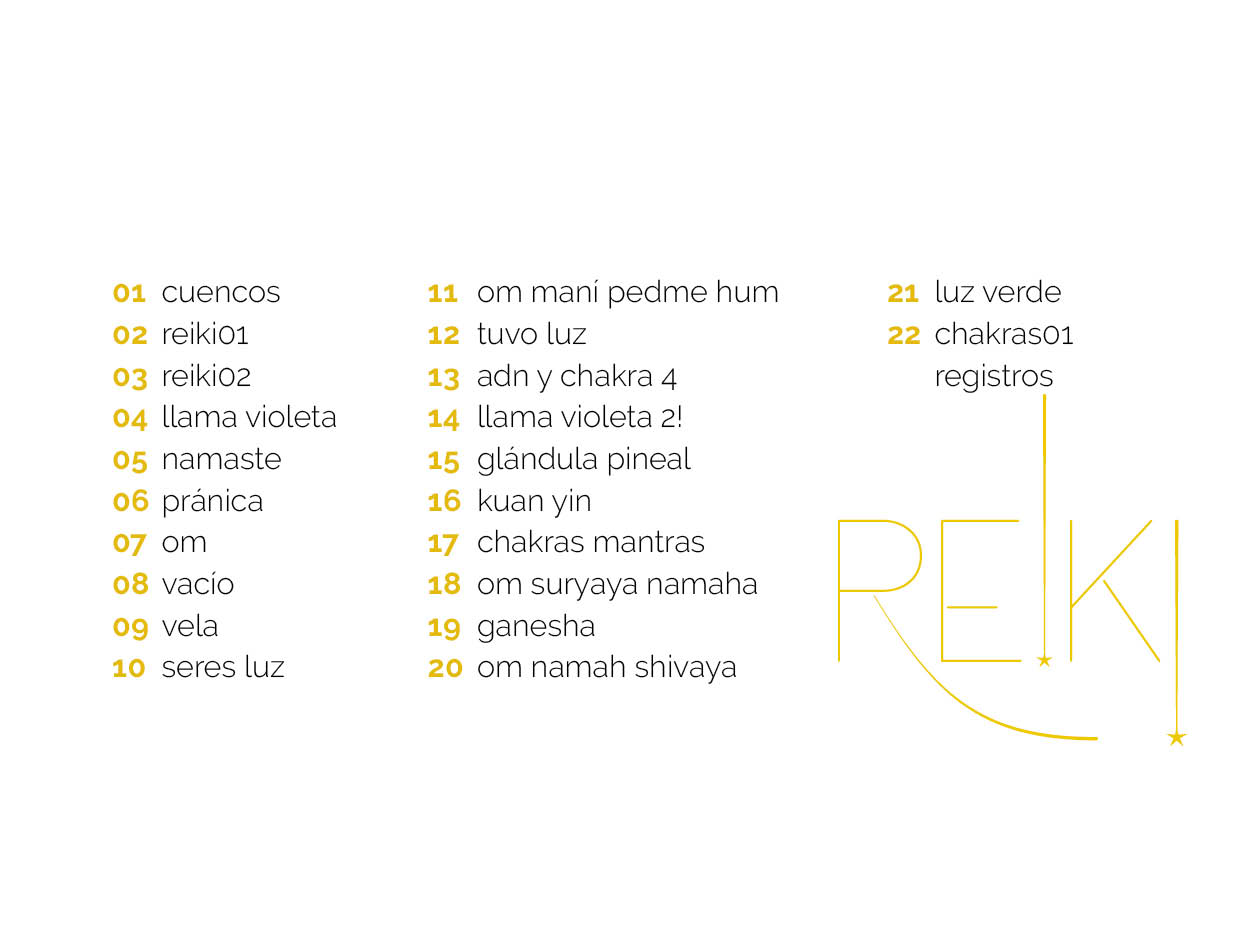 01 cuencos
02 reiki01
03 reiki02
04 llama violeta
05 namaste
06 pránica
07 om
08 vacío
09 vela
10 seres luz
11 om maní pedme hum
12 tuvo luz
13 adn y chakra 4
14 llama violeta 2!
15 glándula pineal
16 kuan yin
17 chakras mantras
18 om suryaya namaha
19 ganesha
20 om namah shivaya
21 luz verde
22 chakras01
registros
REIKI